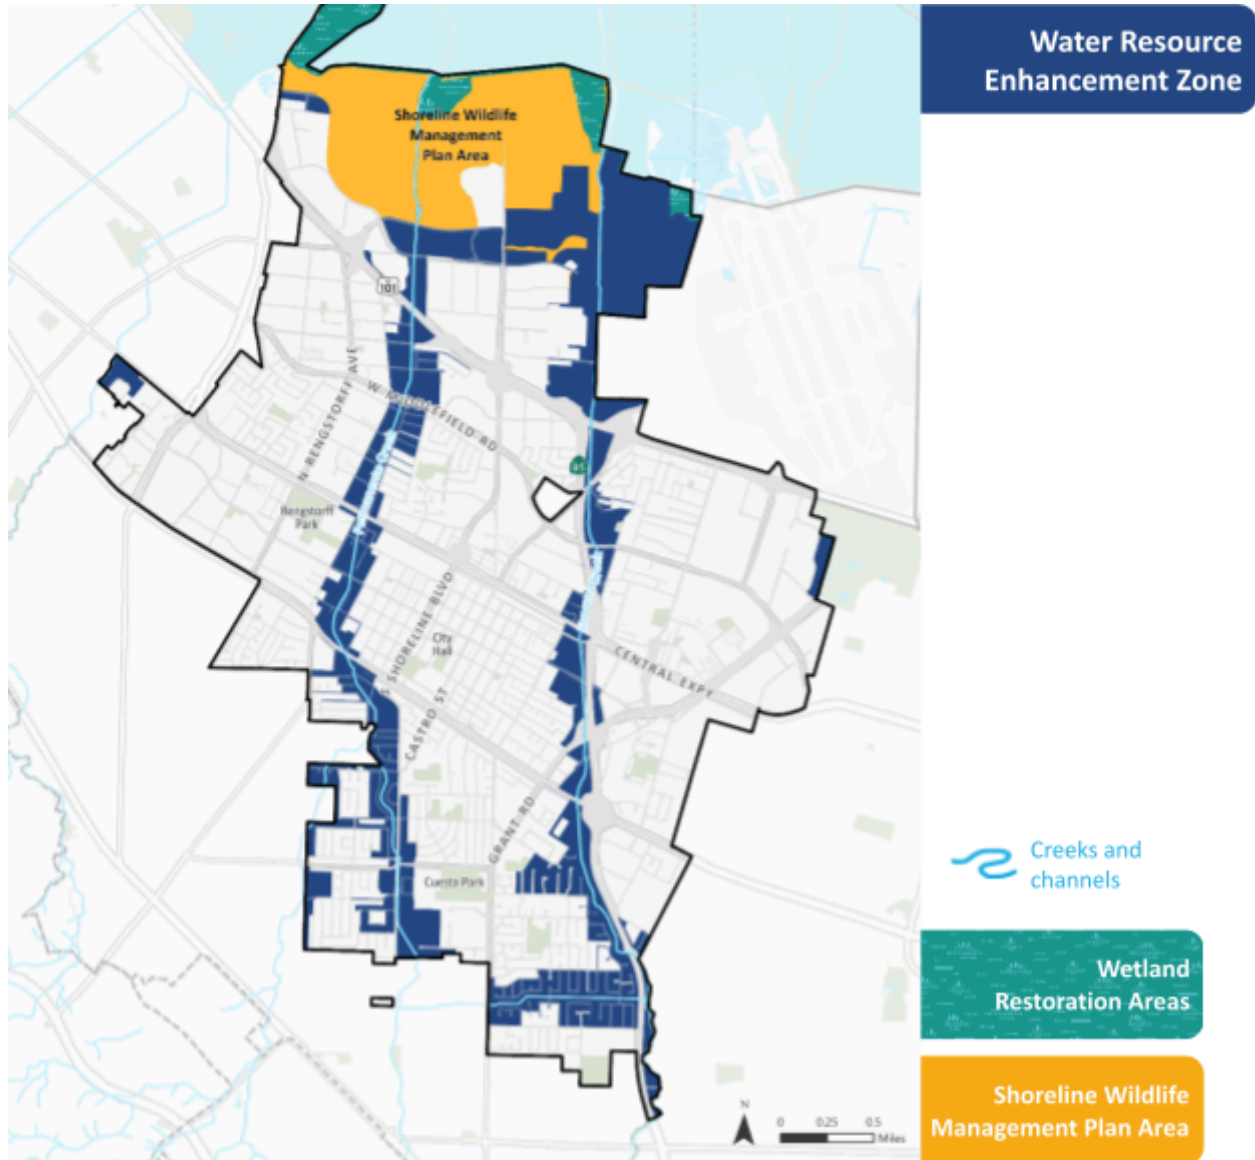 Water Resource
Enhancement Zone
Shoreline Wildlife
Management
Plan Area
101
N RENGSTORFF AVE
W MIDDLEFIELD RD
85
Rengstorff
Park
S SHORELINE BLVD
City
Hall
CENTRAL EXPY
CASTRO ST
GRANT RD
Cuesta Park
Creeks and
channels
Wetland
Restoration Areas
Shoreline Wildlife
Management Plan Area
N
0 0.25 0.5
Miles